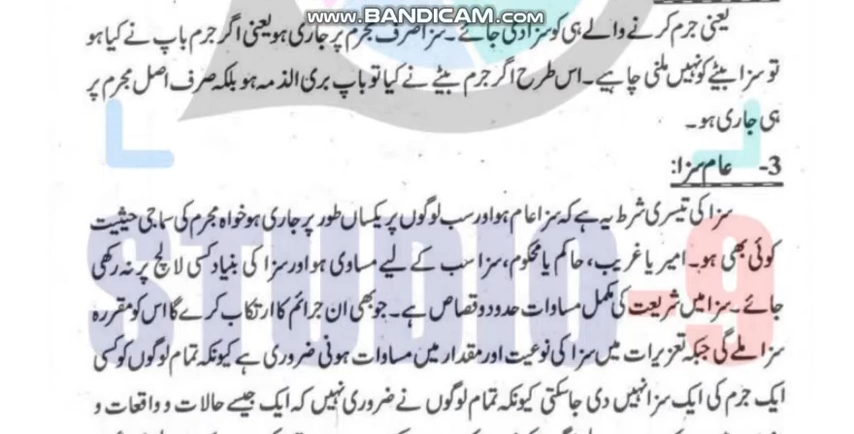 www.BANDICAM.com
یعنی جرم کرنے والے ہی کو سزا دی جائے۔ سزا صرف مجرم پر جاری ہو یعنی اگر جرم باپ نے کیا ہو
تو سزا بیٹے کو نہیں ملنی چاہیے۔ اس طرح اگر جرم بیٹے نے کیا تو باپ بری الذمہ ہو بلکہ صرف اصل مجرم پر
ہی جاری ہو۔
3- عام سزا:
سزا کی تیسری شرط یہ ہے کہ سزا عام ہو اور سب لوگوں پر یکساں طور پر جاری ہو خواہ مجرم کی سماجی حیثیت
کوئی بھی ہو۔ امیر یا غریب، حاکم یا محکوم، سزا سب کے لیے مساوی ہو اور سزا کی بنیاد کسی لالچ پر نہ رکھی
جائے۔ سزا میں شریعت کی مکمل مساوات حدود و قصاص ہے۔ جو بھی ان جرائم کا ارتکاب کرے گا اس کو مقررہ
سزا ملے گی جبکہ تعزیرات میں سزا کی نوعیت اور مقدار میں مساوات ہونی ضروری ہے کیونکہ تمام لوگوں کو کسی
ایک جرم کی ایک سزا نہیں دی جاسکتی کیونکہ تمام لوگوں نے ضروری نہیں کہ ایک جیسے حالات و واقعات و
STUDIO-9